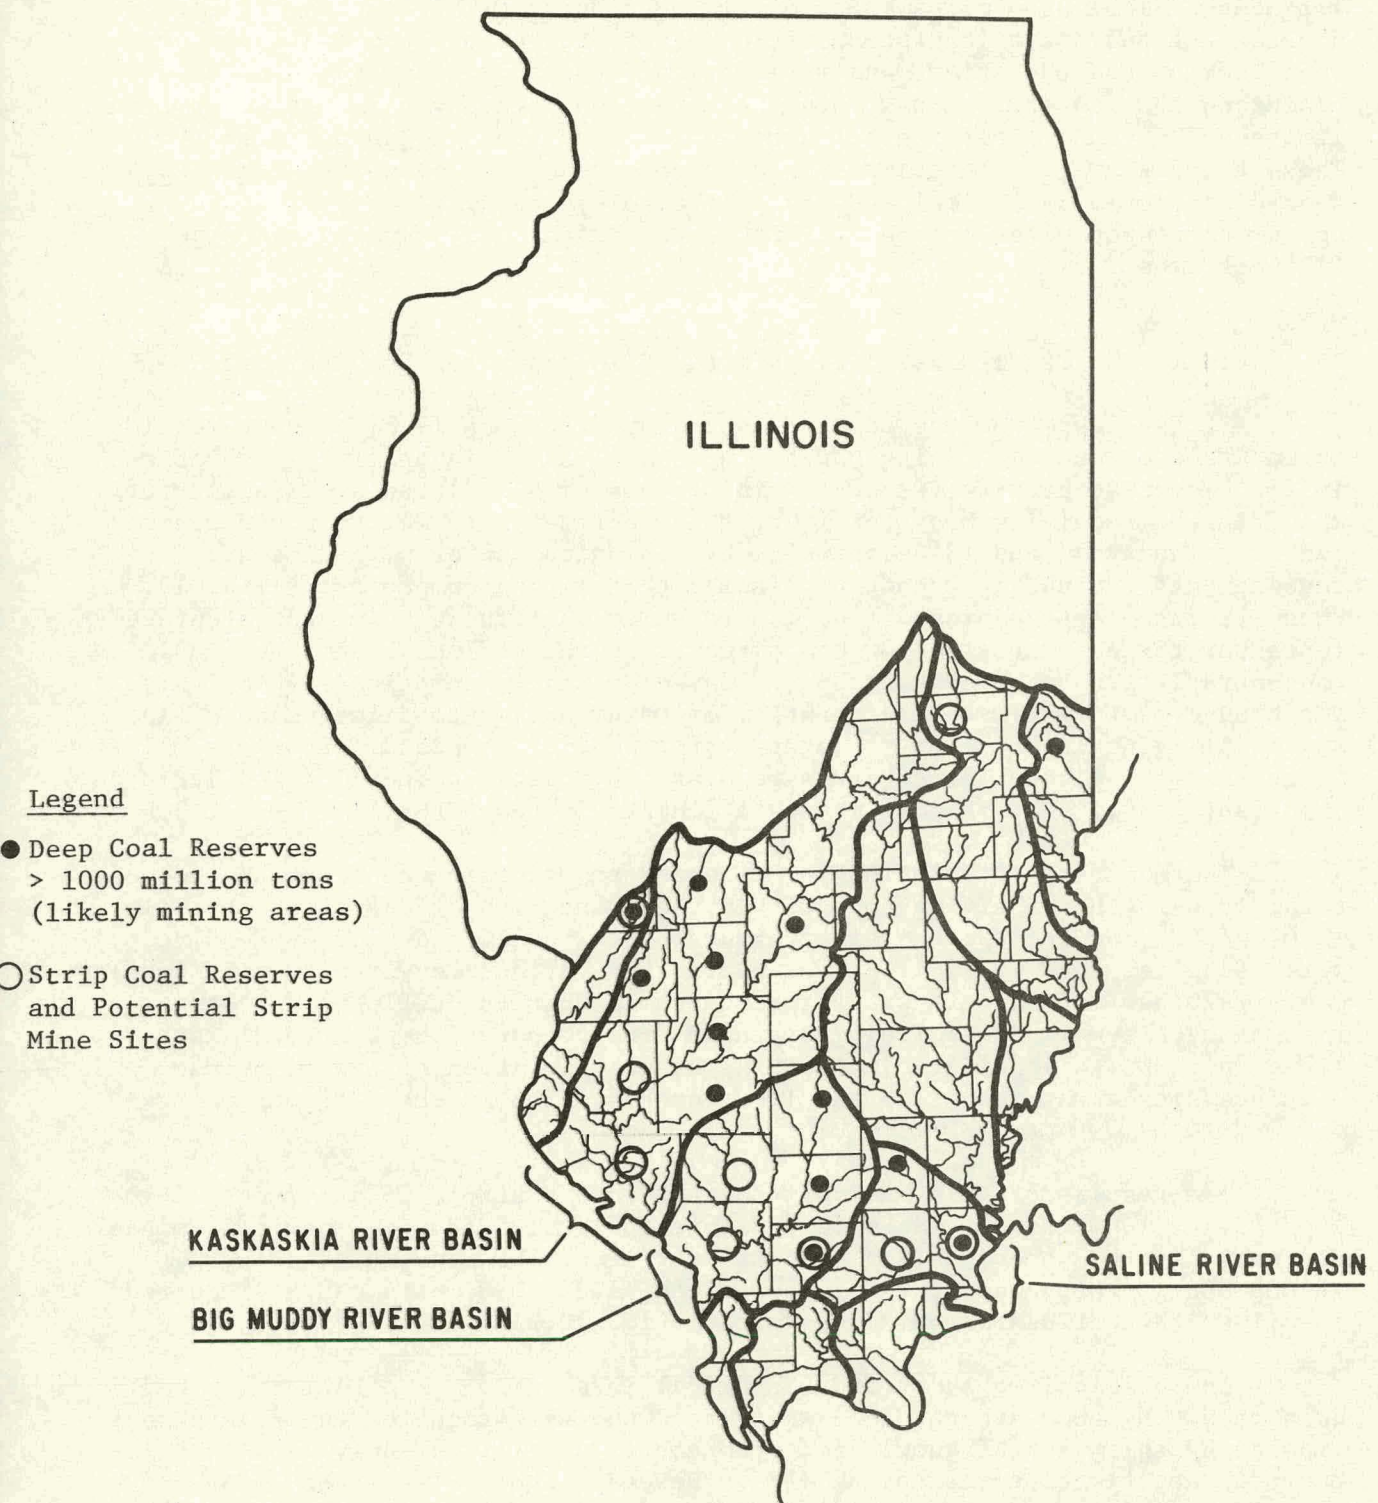 ILLINOIS
Legend
Deep Coal Reserves
> 1000 million tons
(likely mining areas)
Strip Coal Reserves
and Potential Strip
Mine Sites
KASKASKIA RIVER BASIN
BIG MUDDY RIVER BASIN
SALINE RIVER BASIN